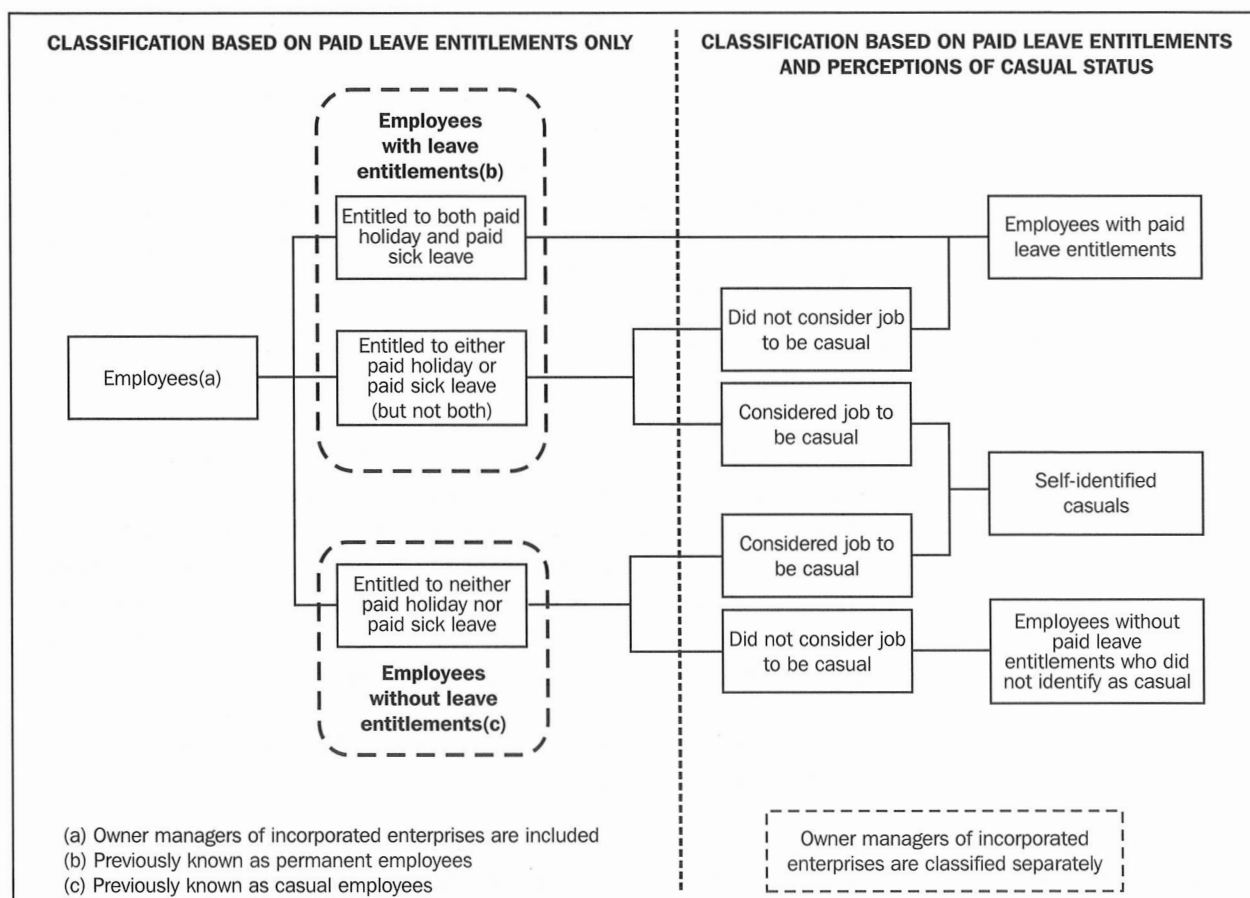 CLASSIFICATION BASED ON PAID LEAVE ENTITLEMENTS ONLY
CLASSIFICATION BASED ON PAID LEAVE ENTITLEMENTS
AND PERCEPTIONS OF CASUAL STATUS
Employees
with leave
entitlements(b)
Entitled to both paid
holiday and paid
sick leave
Employees with paid
leave entitlements
Did not consider job
to be casual
Employees(a)
Entitled to either
paid holiday or
paid sick leave
(but not both)
Considered job to
be casual
Self-identified
casuals
Considered job to
be casual
Entitled to neither
paid holiday nor
paid sick leave
Did not consider job
to be casual
Employees without
paid leave
entitlements who did
not identify as casual
Employees
without leave
entitlements(c)
(a) Owner managers of incorporated enterprises are included
(b) Previously known as permanent employees
(c) Previously known as casual employees
Owner managers of incorporated
enterprises are classified separately